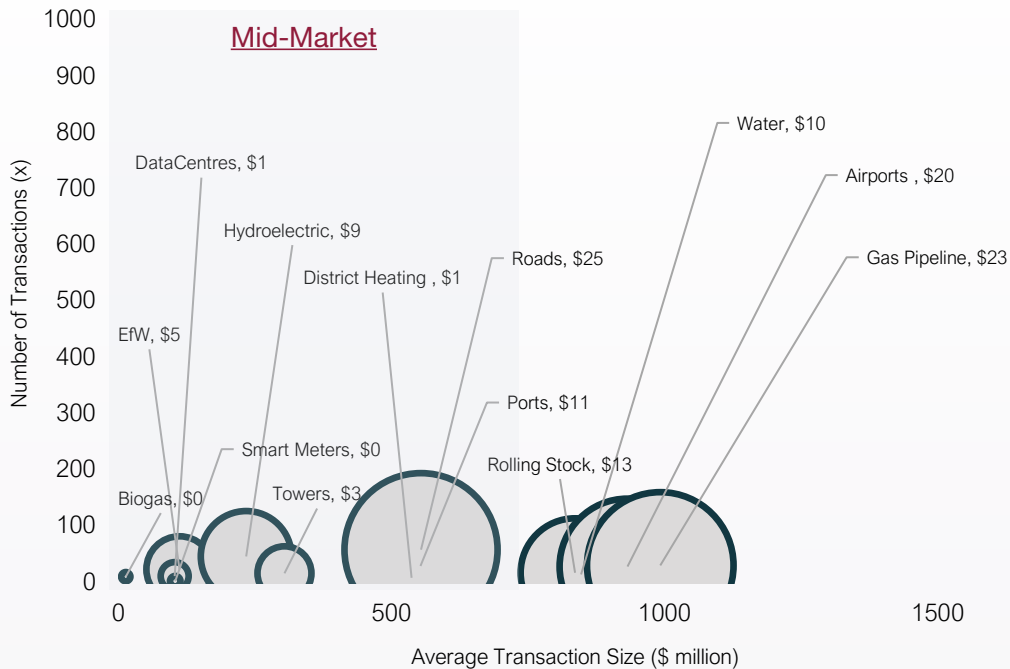 Mid-Market
Number of Transactions (x)
1000
900
800
700
600
500
400
300
200
100
0
Water, $10
DataCentres, $1
Airports , $20
Hydroelectric, $9
Roads, $25
Gas Pipeline, $23
District Heating , $1
EfW, $5
Ports, $11
Smart Meters, $0
Rolling Stock, $13
Biogas, $0
Towers, $3
0
500
1000
1500
Average Transaction Size ($ million)